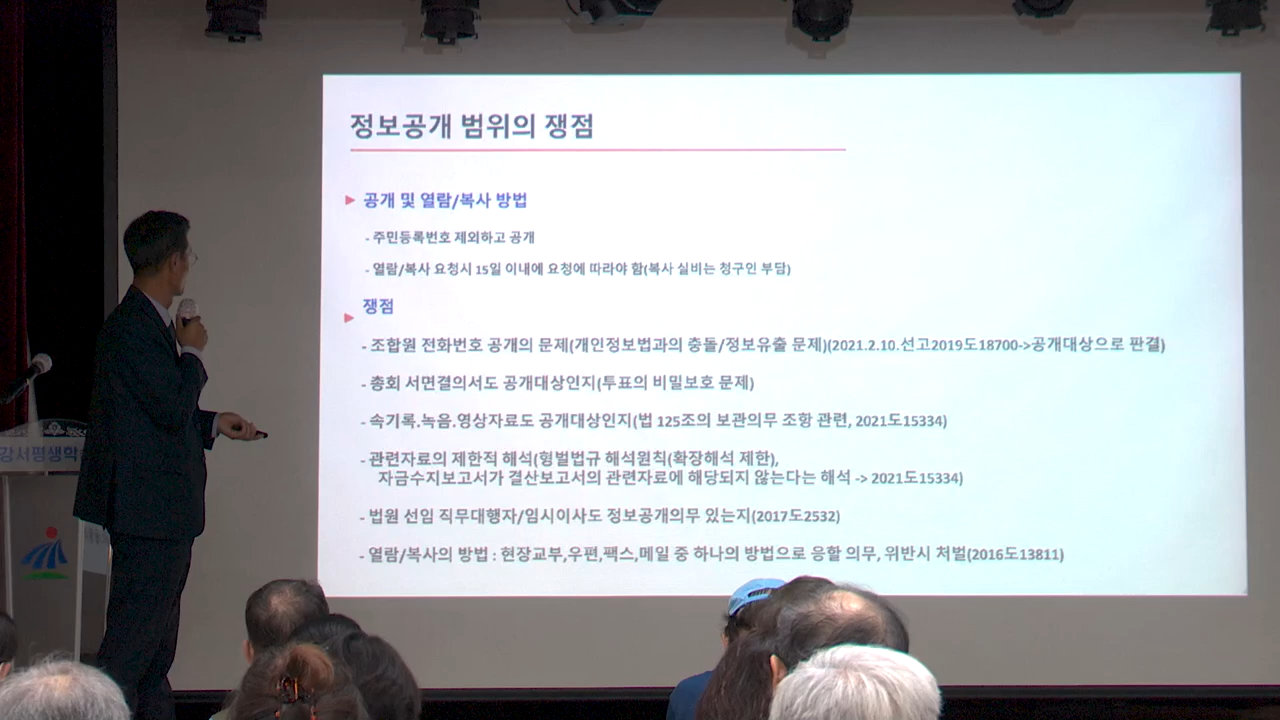 정보공개 범위의 쟁점
공개 및 열람/복사 방법
- 주민등록번호 제외하고 공개
- 열람/복사 요청시 15일 이내에 요청에 따라야 함(복사 실비는 청구인 부담)
쟁점
- 조합원 전화번호 공개의 문제(개인정보법과의 충돌/정보유출 문제)(2021.2.10.선고2019도18700->공개대상으로 판결)
- 총회 서면결의서도 공개대상인지(투표의 비밀보호 문제)
- 속기록.녹음.영상자료도 공개대상인지(법 125조의 보관의무 조항 관련, 2021도15334)
- 관련자료의 제한적 해석(형벌법규 해석원칙(확장해석 제한),
자금수지보고서가 결산보고서의 관련자료에 해당되지 않는다는 해석 -> 2021도15334)
- 법원 선임 직무대행자/임시이사도 정보공개의무 있는지(2017도2532)
- 열람/복사의 방법 : 현장교부,우편,팩스,메일 중 하나의 방법으로 응할 의무, 위반시 처벌(2016도13811)
강서평생학